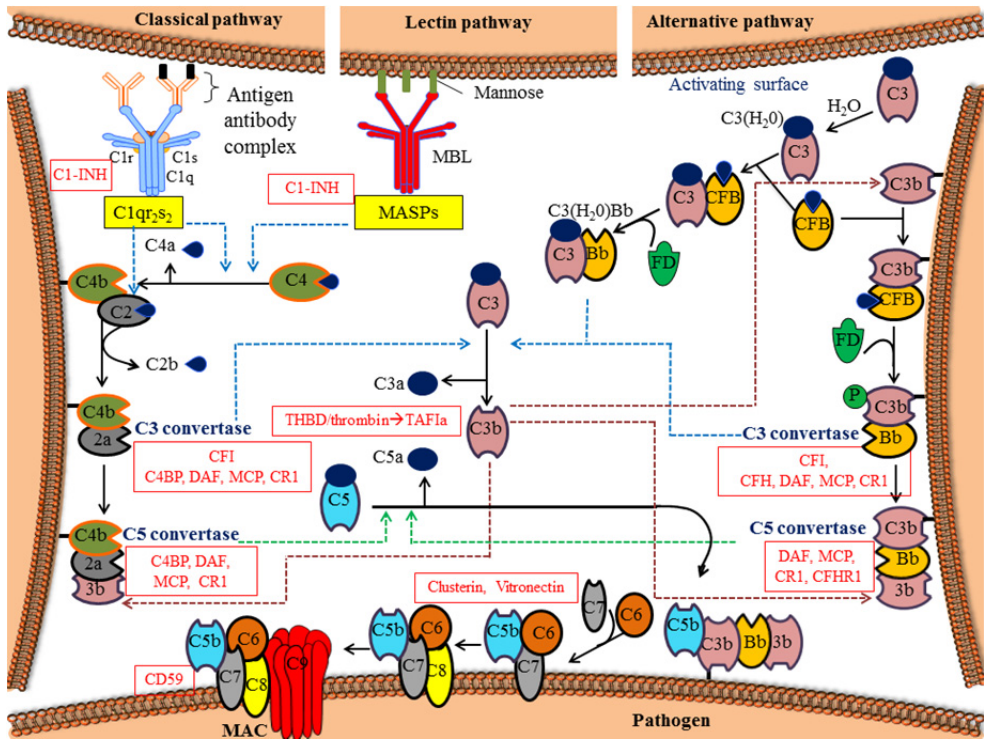 Classical pathway
Lectin pathway
Alternative pathway
Antigen
antibody
complex
Mannose
MBL
Activating surface
C3
H2O
C3(H20)
C3
C3b
C1r
C1s
C1q
C1-INH
C1-INH
C1qr2s2
MASPs
C3
CFB
CFB
C3(H20)Bb
C3
Bb
FD
C4a
C4b
C4
C2
C2b
C3
C3b
CFB
FD
P
C3a
C4b
2a
C3 convertase
THBD/thrombin→TAFIa
C3b
C3b
Bb
C3 convertase
CFI
C4BP, DAF, MCP, CR1
C5a
C5
CFI,
CFH, DAF, MCP, CR1
C4b
2a
3b
C5 convertase
C4BP, DAF,
MCP, CR1
C5 convertase
DAF, MCP,
CR1, CFHR1
C3b
Bb
3b
Clusterin, Vitronectin
C7
C6
C5b
C3b
Bb
3b
C5b
C6
C7
C8
C9
C5b
C6
C7
C8
C5b
C6
C7
CD59
MAC
Pathogen